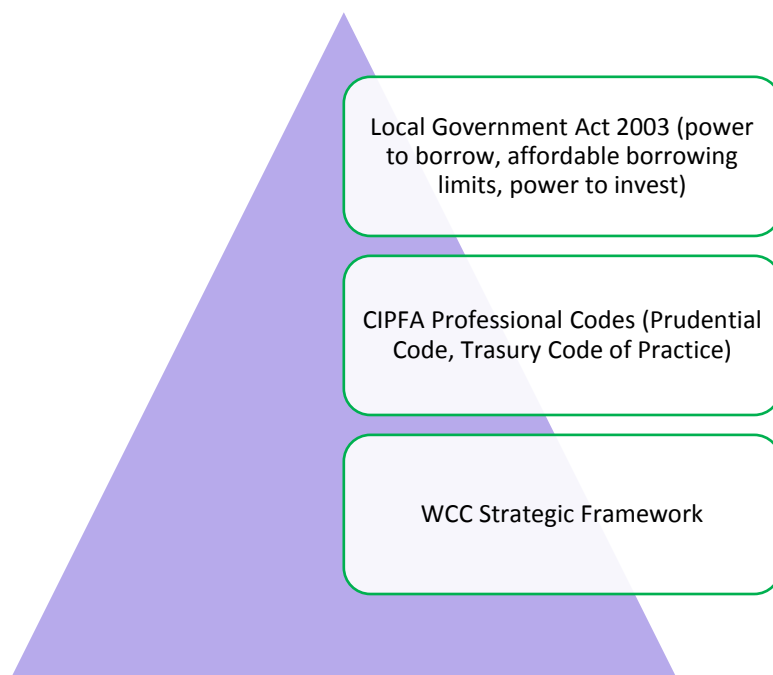 Local Government Act 2003 (power
to borrow, affordable borrowing
limits, power to invest)
CIPFA Professional Codes (Prudential
Code, Trasury Code of Practice)
WCC Strategic Framework